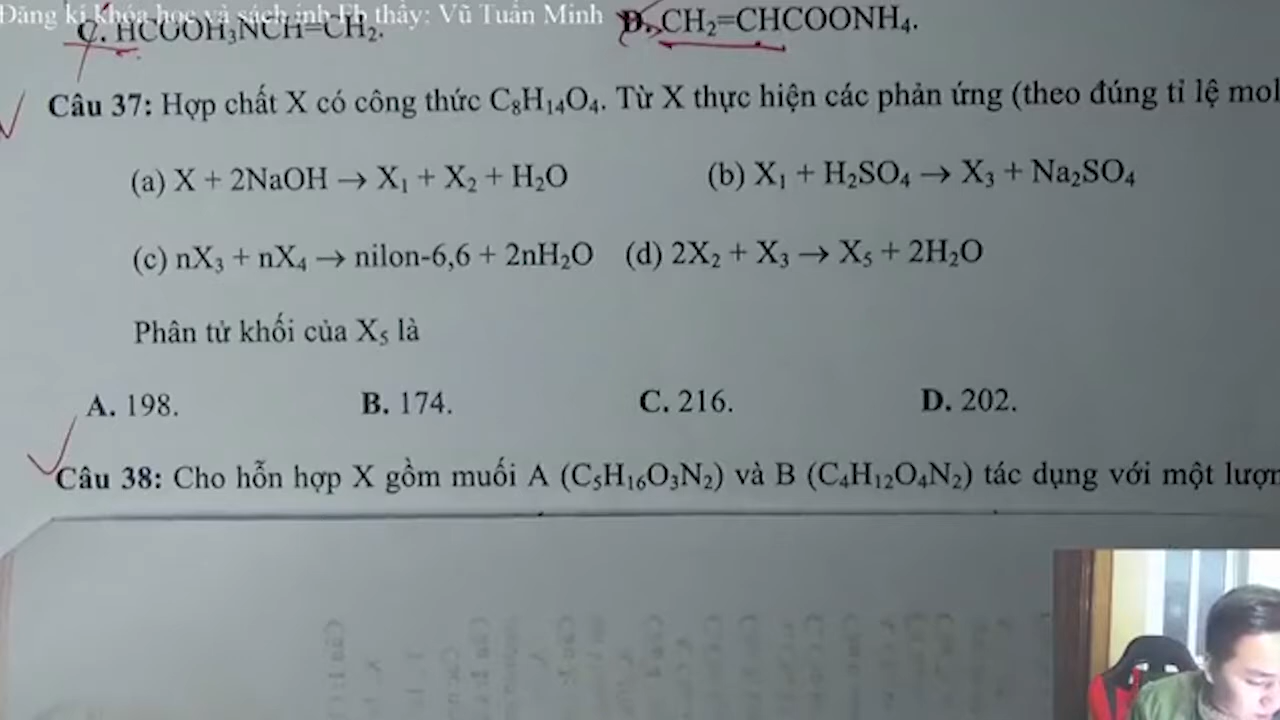 Đăng kí khóa học và sách inb Fb thầy: Vũ Tuấn Minh
C. HCOOH₃NCH=CH₂. D. CH₂=CHCOONH₄.
Câu 37: Hợp chất X có công thức C₈H₁₄O₄. Từ X thực hiện các phản ứng (theo đúng tỉ lệ mol
(a) X + 2NaOH → X₁ + X₂ + H₂O (b) X₁ + H₂SO₄ → X₃ + Na₂SO₄
(c) nX₃ + nX₄ → nilon-6,6 + 2nH₂O (d) 2X₂ + X₃ → X₅ + 2H₂O
Phân tử khối của X₅ là
A. 198. B. 174. C. 216. D. 202.
Câu 38: Cho hỗn hợp X gồm muối A (C₅H₁₆O₃N₂) và B (C₄H₁₂O₄N₂) tác dụng với một lượn